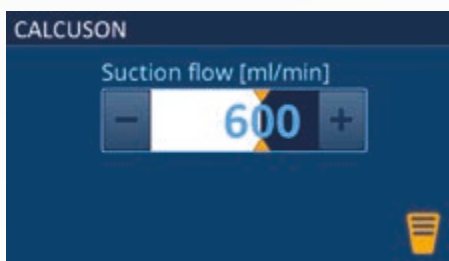 CALCUSON
Suction flow [ml/min]
− 600 +